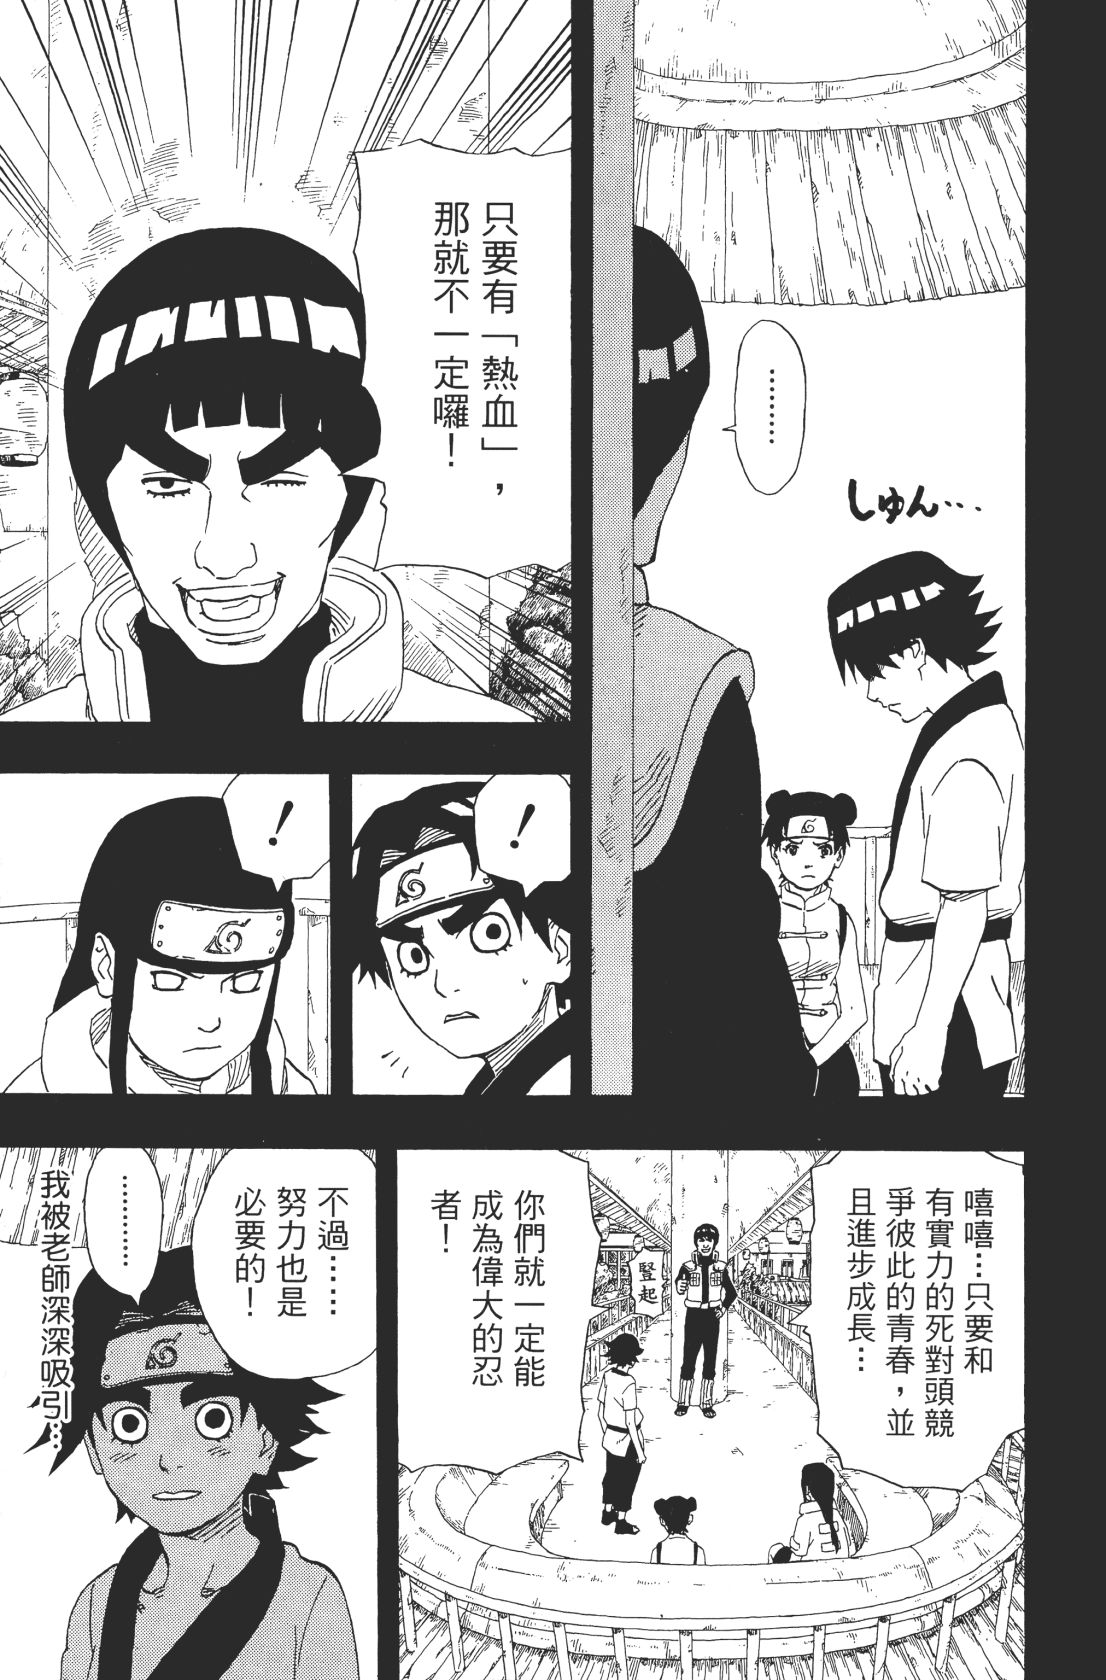 ………
しゅん…
只要有「熱血」，
那就不一定囉！
！
！
嘻嘻…只要和
有實力的死對頭競
爭彼此的青春，並
且進步成長…
豎起
你們就一定能
成為偉大的忍
者！
不過……
努力也是
必要的！
………
我被老師深深吸引…